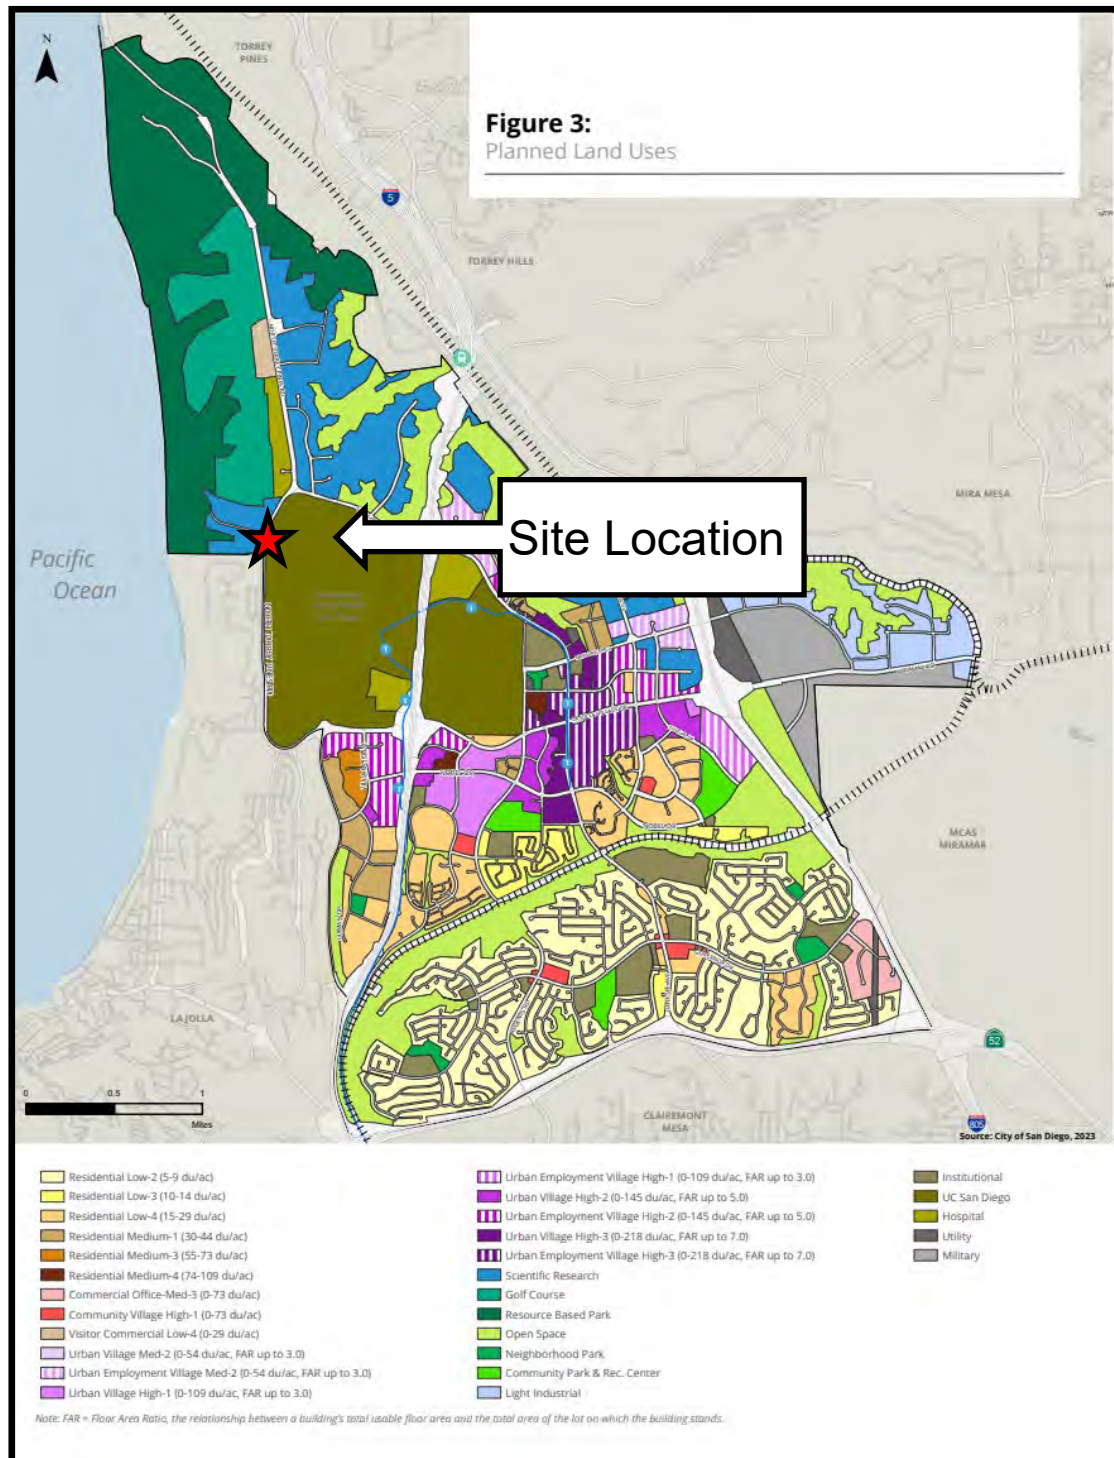 N
TORREY
PINES
Figure 3:
Planned Land Uses
5
TORREY HILLS
MIRA MESA
Site Location
Pacific
Ocean
MCAS
MIRAMAR
LA JOLLA
52
0
0.5
1
Miles
CLAIREMONT
MESA
805
Source: City of San Diego, 2023
Residential Low-2 (5-9 du/ac)
Residential Low-3 (10-14 du/ac)
Residential Low-4 (15-29 du/ac)
Residential Medium-1 (30-44 du/ac)
Residential Medium-3 (55-73 du/ac)
Residential Medium-4 (74-109 du/ac)
Commercial Office-Med-3 (0-73 du/ac)
Community Village High-1 (0-73 du/ac)
Visitor Commercial Low-4 (0-29 du/ac)
Urban Village Med-2 (0-54 du/ac, FAR up to 3.0)
Urban Employment Village Med-2 (0-54 du/ac, FAR up to 3.0)
Urban Village High-1 (0-109 du/ac, FAR up to 3.0)
Urban Employment Village High-1 (0-109 du/ac, FAR up to 3.0)
Urban Village High-2 (0-145 du/ac, FAR up to 5.0)
Urban Employment Village High-2 (0-145 du/ac, FAR up to 5.0)
Urban Village High-3 (0-218 du/ac, FAR up to 7.0)
Urban Employment Village High-3 (0-218 du/ac, FAR up to 7.0)
Scientific Research
Golf Course
Resource Based Park
Open Space
Neighborhood Park
Community Park & Rec. Center
Light Industrial
Institutional
UC San Diego
Hospital
Utility
Military
Note: FAR = Floor Area Ratio, the relationship between a building's total usable floor area and the total area of the lot on which the building stands.